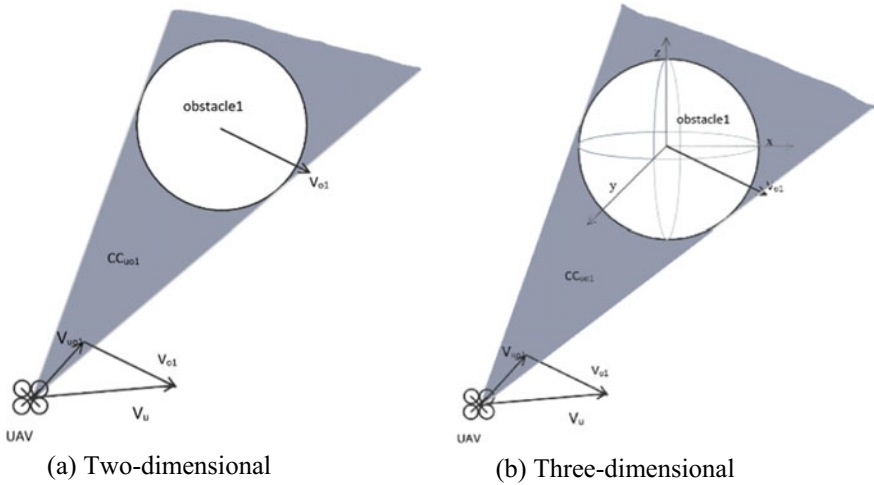 obstacle1
Vo1
CCuo1
Vuo1
Vo1
Vu
UAV
(a) Two-dimensional
z
obstacle1
x
Vo1
y
CCuo1
Vuo1
Vo1
Vu
UAV
(b) Three-dimensional